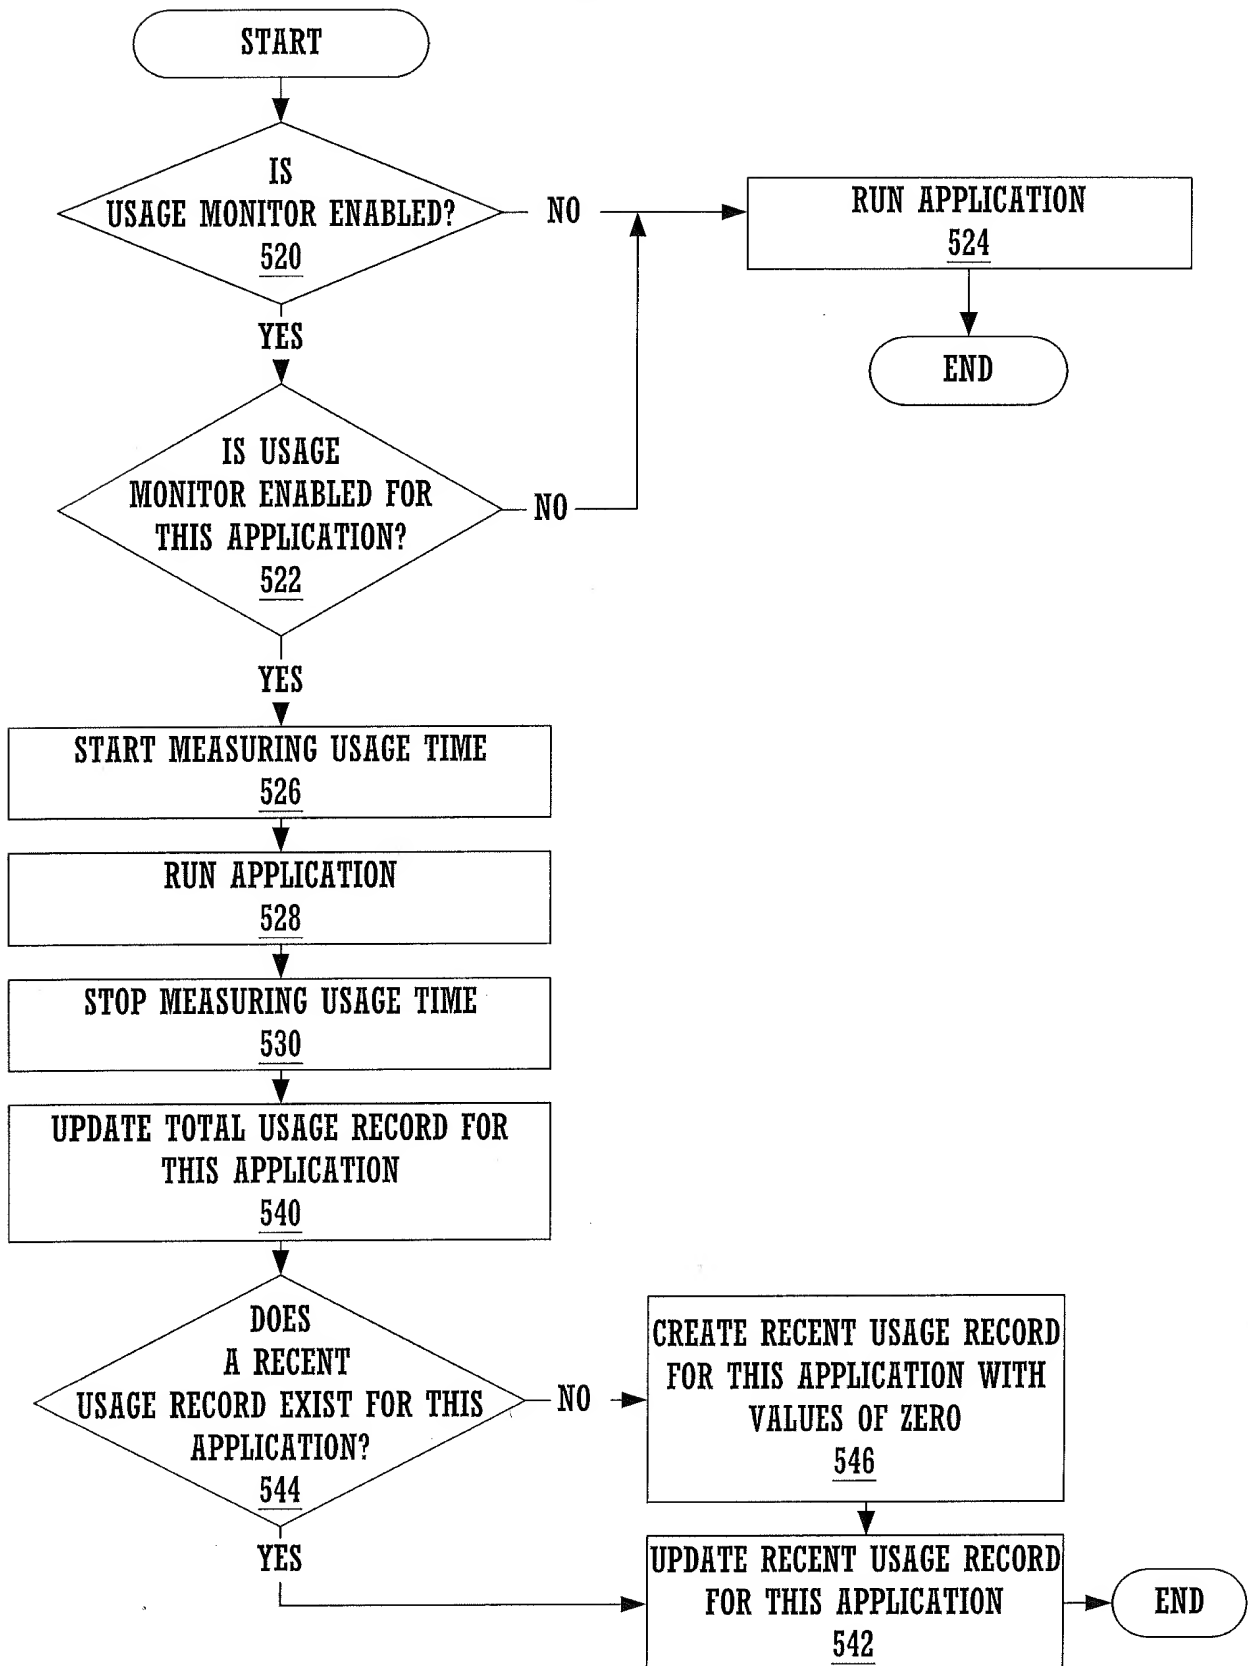 START
IS
USAGE MONITOR ENABLED?
520
NO
RUN APPLICATION
524
YES
END
IS USAGE
MONITOR ENABLED FOR
THIS APPLICATION?
522
NO
YES
START MEASURING USAGE TIME
526
RUN APPLICATION
528
STOP MEASURING USAGE TIME
530
UPDATE TOTAL USAGE RECORD FOR
THIS APPLICATION
540
DOES
A RECENT
USAGE RECORD EXIST FOR THIS
APPLICATION?
544
NO
CREATE RECENT USAGE RECORD
FOR THIS APPLICATION WITH
VALUES OF ZERO
546
YES
UPDATE RECENT USAGE RECORD
FOR THIS APPLICATION
542
END